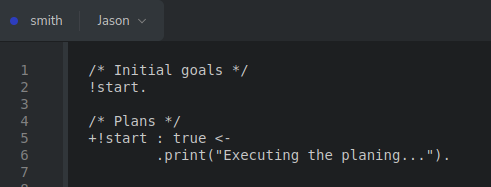 smith Jason
1 /* Initial goals */
2 !start.
3
4 /* Plans */
5 +!start : true <-
6         .print("Executing the planing...").
7